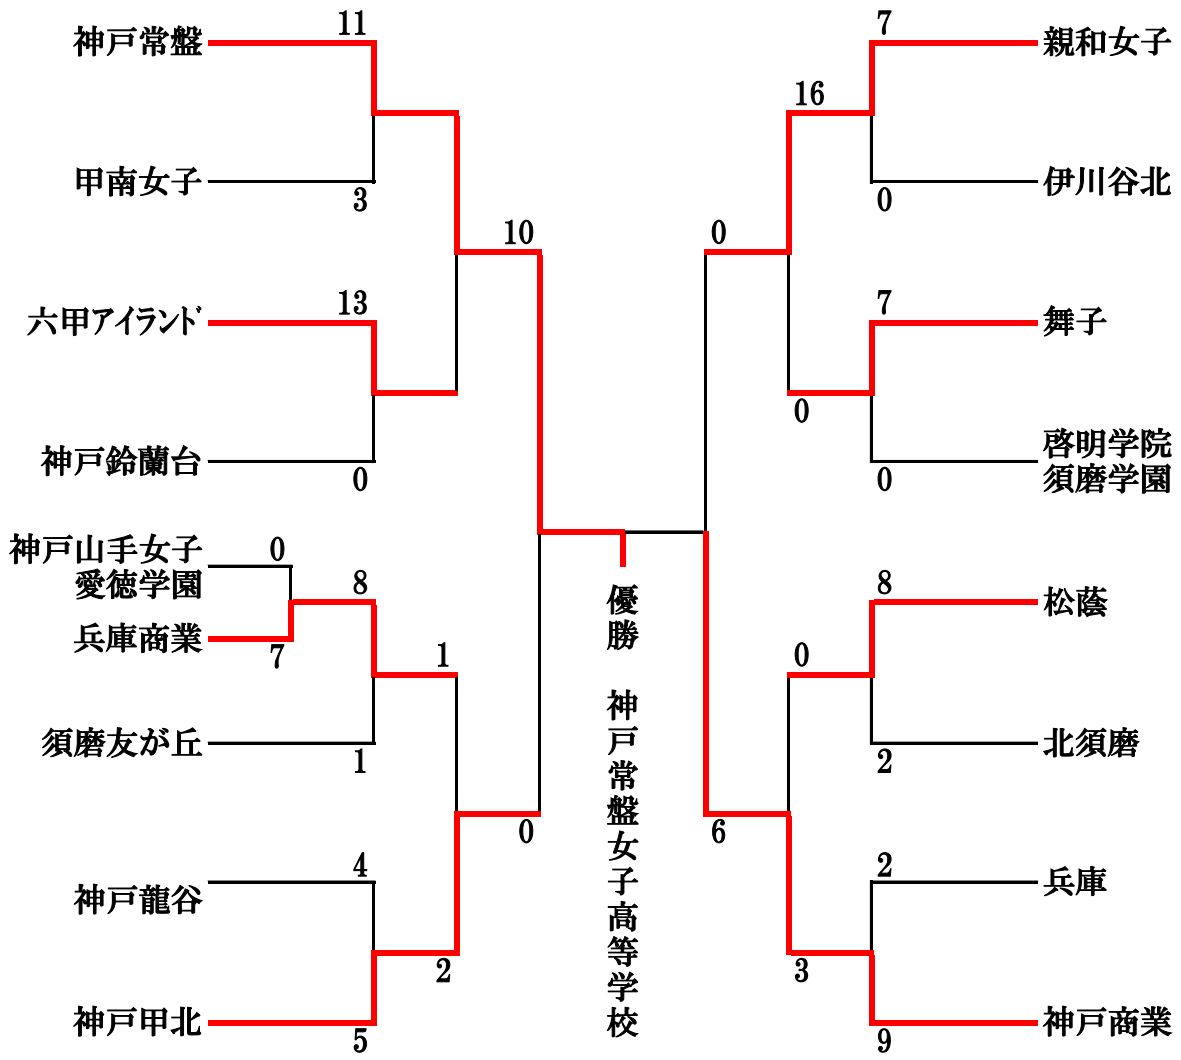 神戸常盤
11
甲南女子
3
10
六甲アイランド
13
神戸鈴蘭台
0
神戸山手女子
愛徳学園
0
兵庫商業
7
8
須磨友が丘
1
1
神戸龍谷
4
神戸甲北
5
2
0
優勝 神戸常盤女子高等学校
7
親和女子
16
伊川谷北
0
0
7
舞子
0
啓明学院
須磨学園
0
8
松蔭
0
北須磨
2
6
2
兵庫
3
神戸商業
9